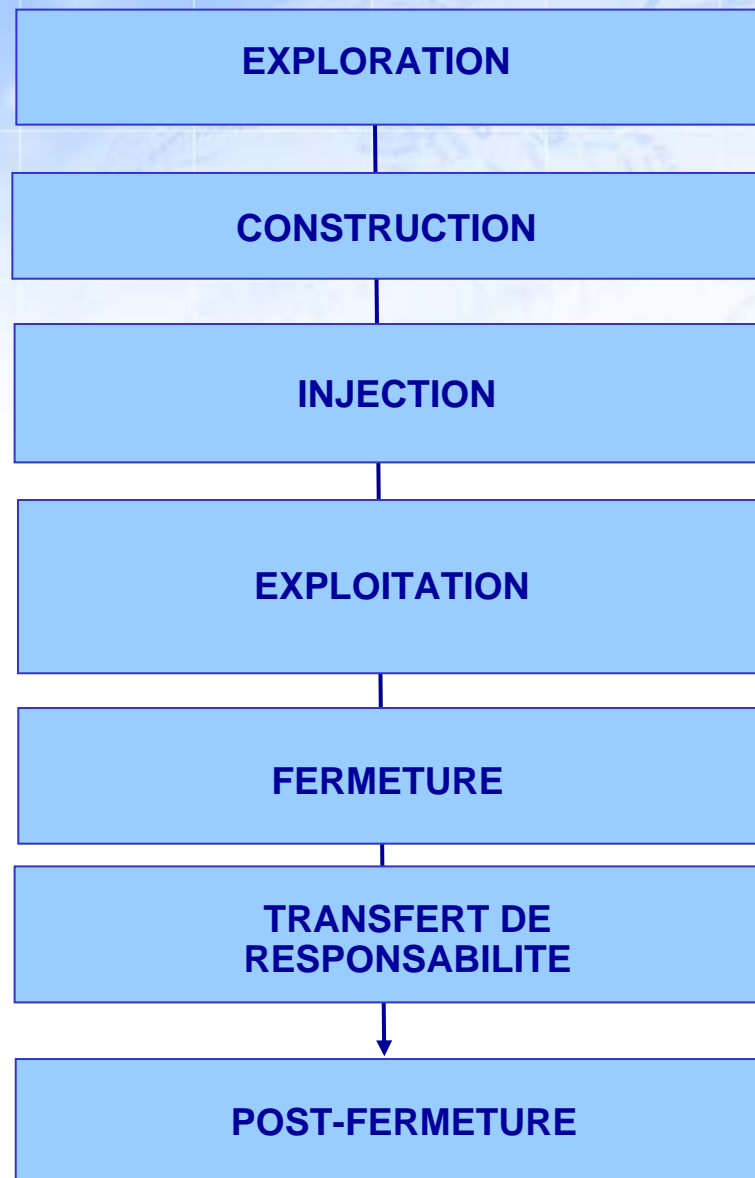 EXPLORATION
CONSTRUCTION
INJECTION
EXPLOITATION
FERMETURE
TRANSFERT DE
RESPONSABILITE
POST-FERMETURE